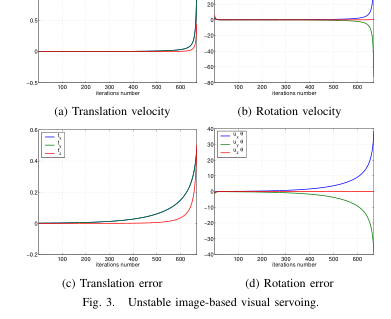 0.5
0
−0.5
100 200 300 400 500 600
iterations number
20
0
−20
−40
−60
−80
100 200 300 400 500 600
iterations number
(a) Translation velocity
(b) Rotation velocity
0.6
0.4
0.2
0
−0.2
100 200 300 400 500 600
iterations number
40
30
20
10
0
−10
−20
−30
−40
100 200 300 400 500 600
iterations number
(c) Translation error
(d) Rotation error
Fig. 3. Unstable image-based visual servoing.